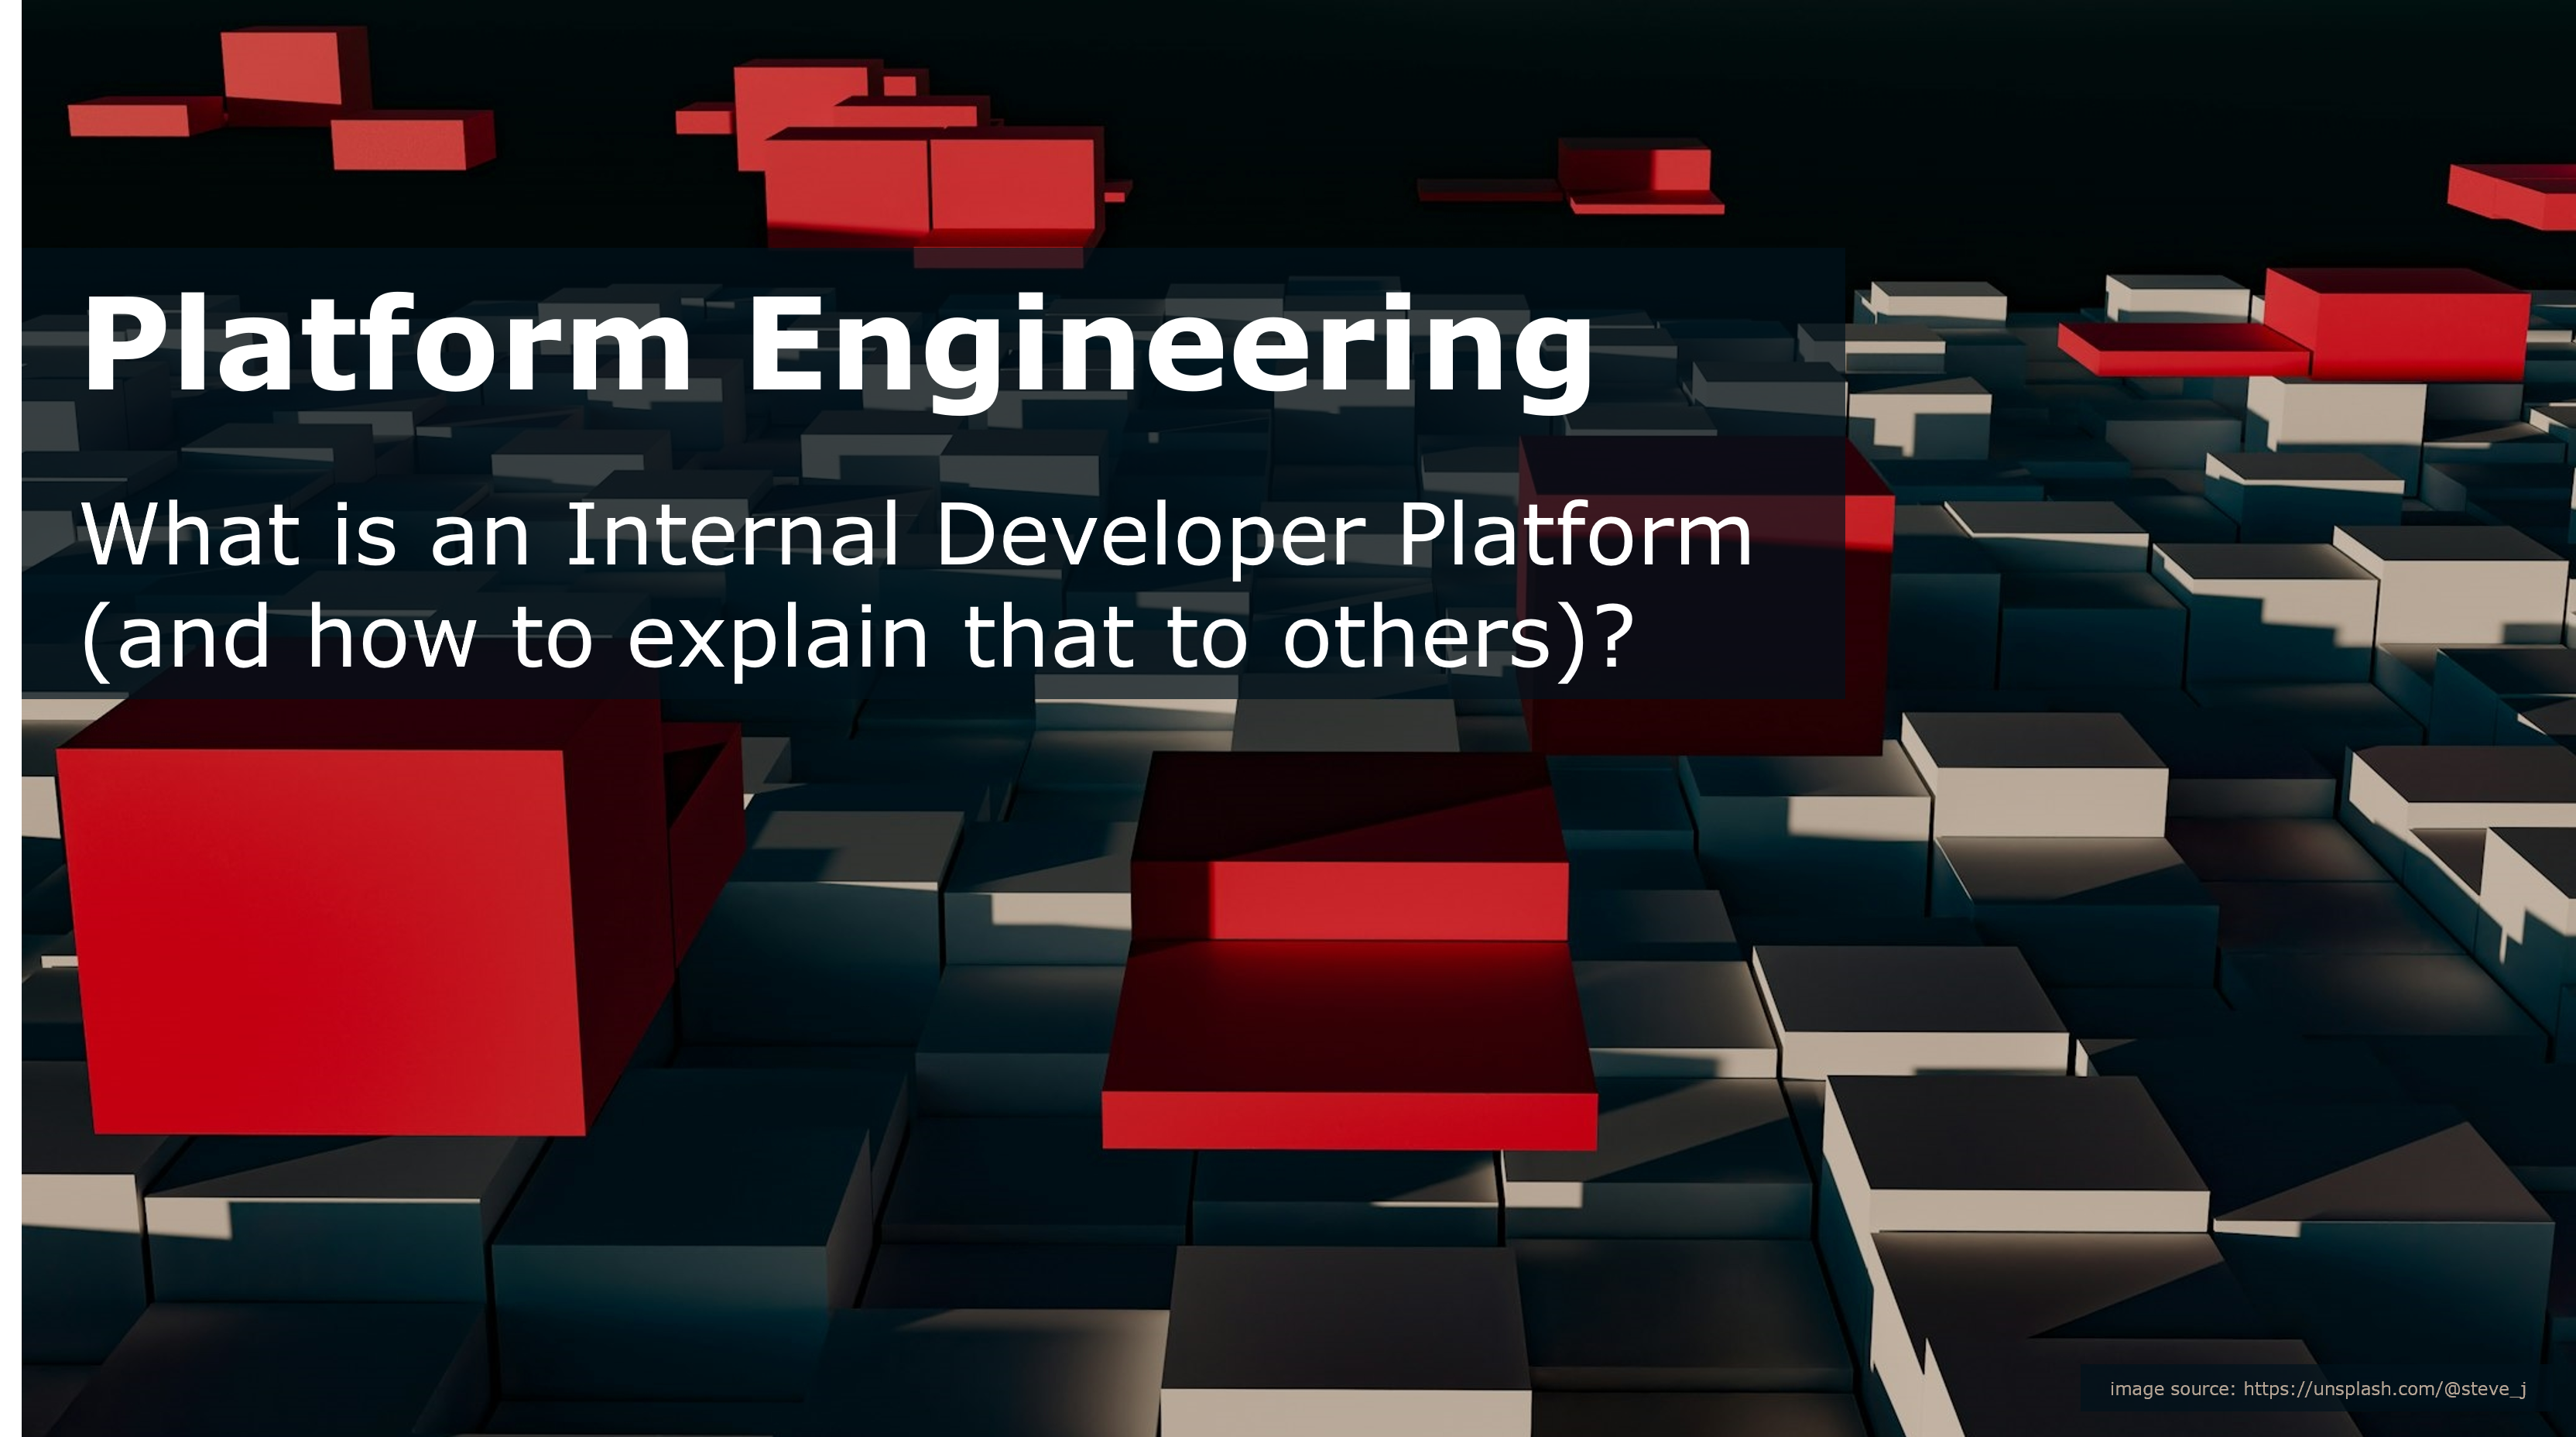 Platform Engineering
What is an Internal Developer Platform
(and how to explain that to others)?
image source: https://unsplash.com/@steve_j